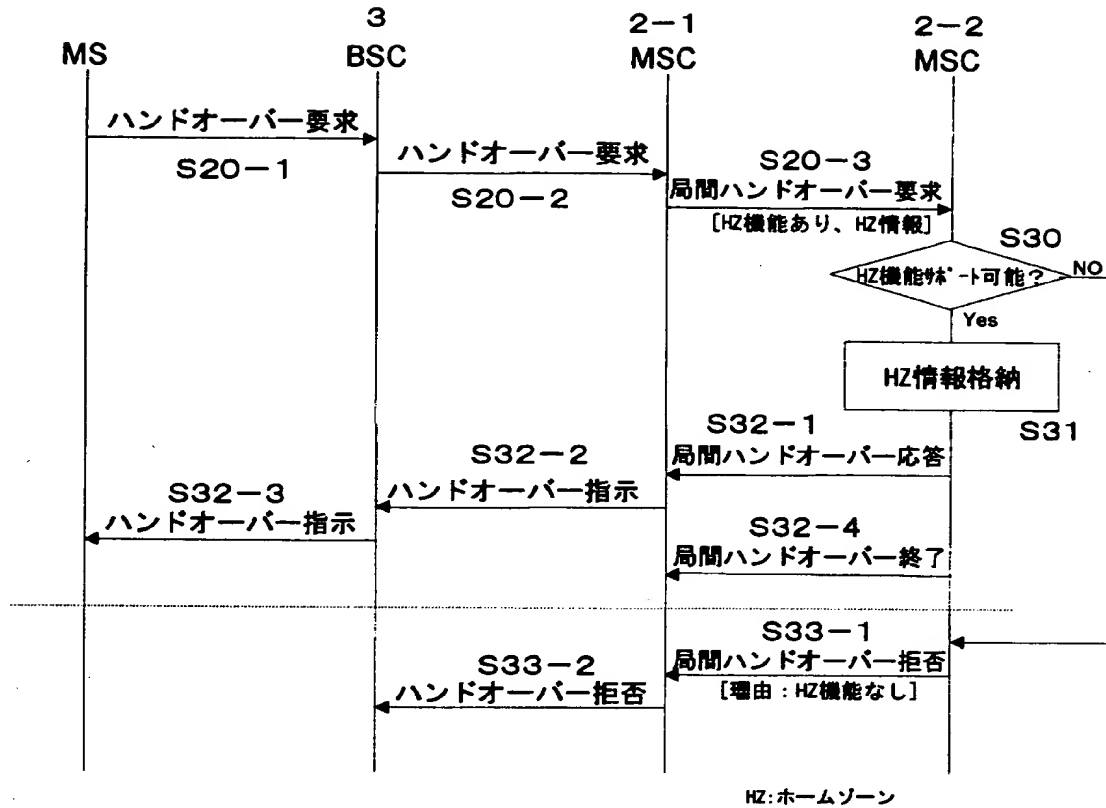 3
2-1
2-2
MS
BSC
MSC
MSC
ハンドオーバー要求
S20-1
ハンドオーバー要求
S20-2
S20-3
局間ハンドオーバー要求
[HZ機能あり、HZ情報]
S30
HZ機能サポート可能?
NO
Yes
HZ情報格納
S31
S32-1
局間ハンドオーバー応答
S32-2
ハンドオーバー指示
S32-3
ハンドオーバー指示
S32-4
局間ハンドオーバー終了
S33-1
局間ハンドオーバー拒否
[理由:HZ機能なし]
S33-2
ハンドオーバー拒否
HZ:ホームゾーン